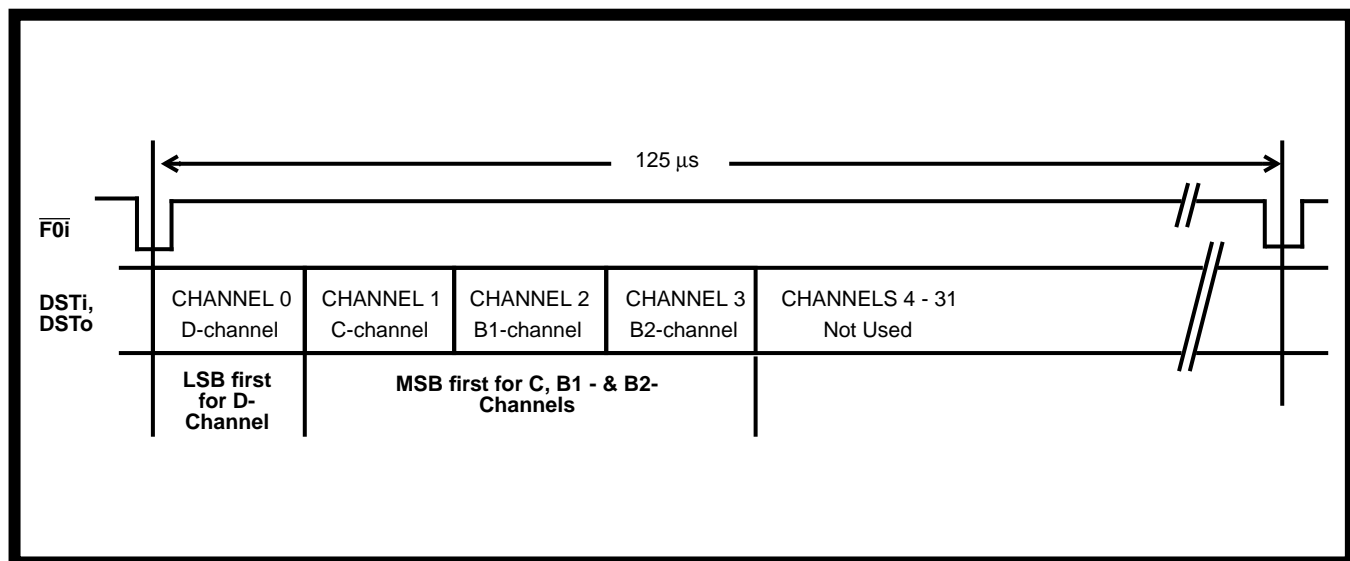 125 µs
F0i
DSTi,
DSTo
CHANNEL 0
D-channel
CHANNEL 1
C-channel
CHANNEL 2
B1-channel
CHANNEL 3
B2-channel
CHANNELS 4 - 31
Not Used
LSB first
for D-
Channel
MSB first for C, B1 - & B2-
Channels